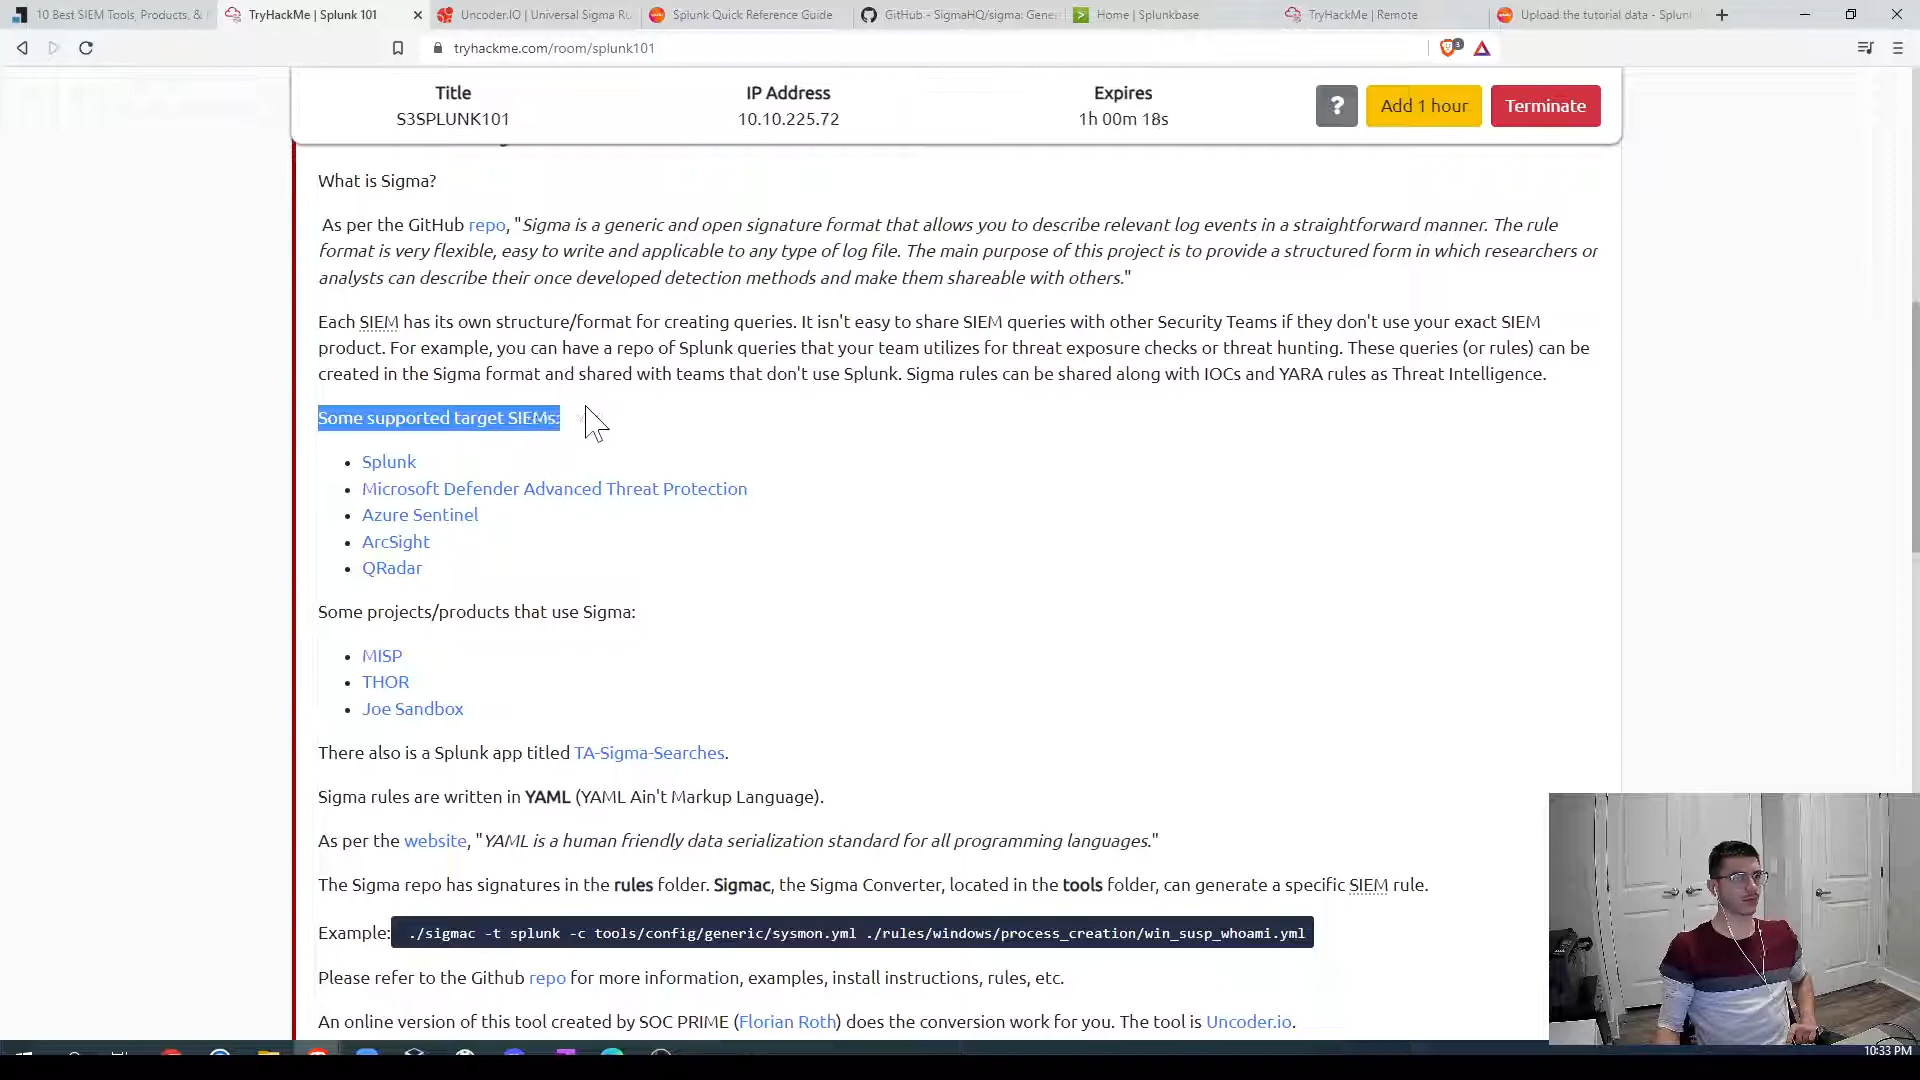 10 Best SIEM Tools, Products, &
TryHackMe | Splunk 101
Uncoder.IO | Universal Sigma Ru
Splunk Quick Reference Guide
GitHub - SigmaHQ/sigma: Gener
Home | Splunkbase
TryHackMe | Remote
Upload the tutorial data - Splun
tryhackme.com/room/splunk101
3
Title
IP Address
Expires
S3SPLUNK101
10.10.225.72
1h 00m 18s
?
Add 1 hour
Terminate
What is Sigma?
As per the GitHub repo, "Sigma is a generic and open signature format that allows you to describe relevant log events in a straightforward manner. The rule
format is very flexible, easy to write and applicable to any type of log file. The main purpose of this project is to provide a structured form in which researchers or
analysts can describe their once developed detection methods and make them shareable with others."
Each SIEM has its own structure/format for creating queries. It isn't easy to share SIEM queries with other Security Teams if they don't use your exact SIEM
product. For example, you can have a repo of Splunk queries that your team utilizes for threat exposure checks or threat hunting. These queries (or rules) can be
created in the Sigma format and shared with teams that don't use Splunk. Sigma rules can be shared along with IOCs and YARA rules as Threat Intelligence.
Some supported target SIEMs:
• Splunk
• Microsoft Defender Advanced Threat Protection
• Azure Sentinel
• ArcSight
• QRadar
Some projects/products that use Sigma:
• MISP
• THOR
• Joe Sandbox
There also is a Splunk app titled TA-Sigma-Searches.
Sigma rules are written in YAML (YAML Ain't Markup Language).
As per the website, "YAML is a human friendly data serialization standard for all programming languages."
The Sigma repo has signatures in the rules folder. Sigmac, the Sigma Converter, located in the tools folder, can generate a specific SIEM rule.
Example: ./sigmac -t splunk -c tools/config/generic/sysmon.yml ./rules/windows/process_creation/win_susp_whoami.yml
Please refer to the Github repo for more information, examples, install instructions, rules, etc.
An online version of this tool created by SOC PRIME (Florian Roth) does the conversion work for you. The tool is Uncoder.io.
10:33 PM